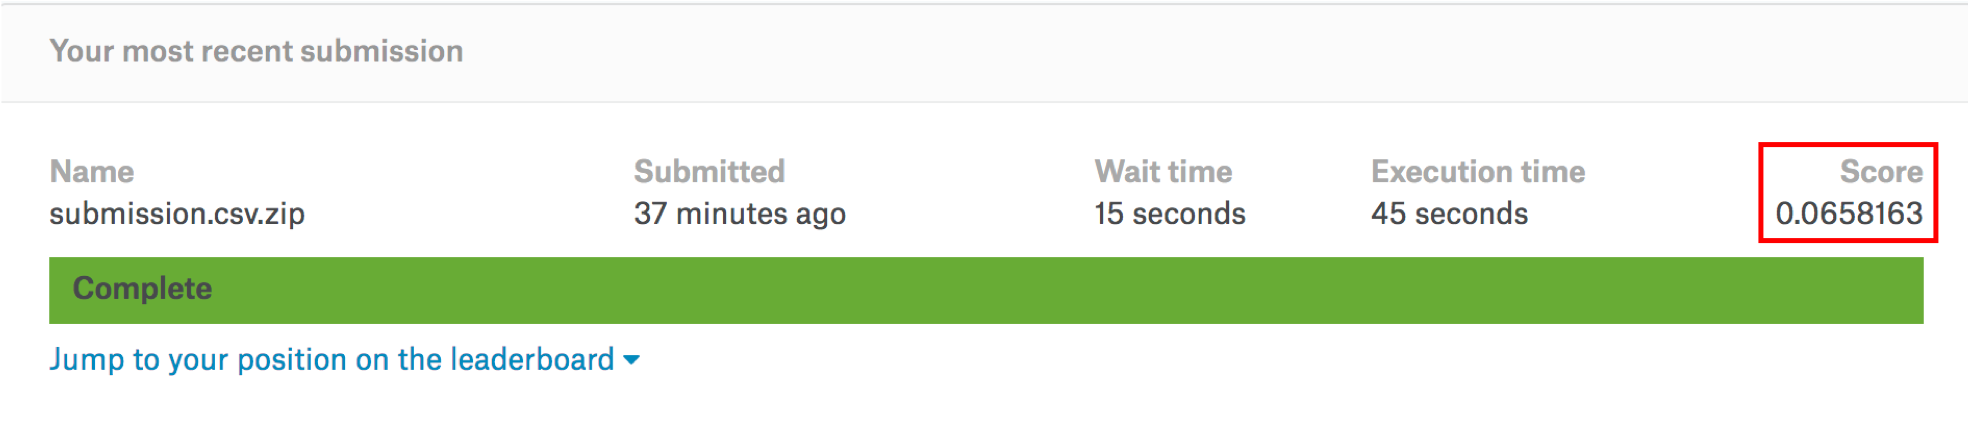 Your most recent submission
Name Submitted Wait time Execution time Score
submission.csv.zip 37 minutes ago 15 seconds 45 seconds 0.0658163
Complete
Jump to your position on the leaderboard